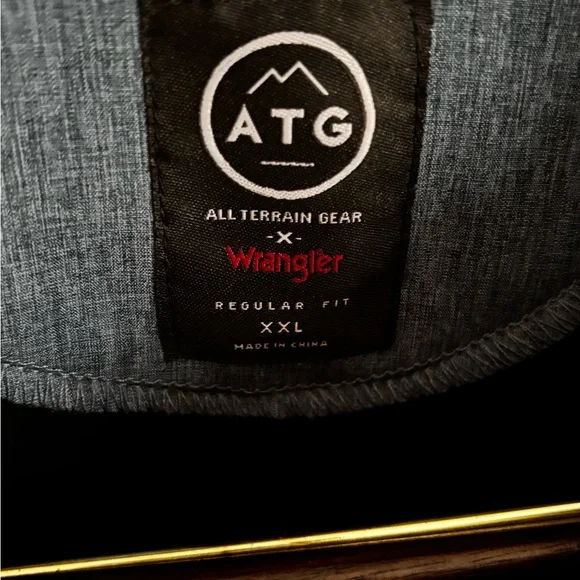 ATG
ALL TERRAIN GEAR
-X-
Wrangler
REGULAR FIT
XXL
MADE IN CHINA